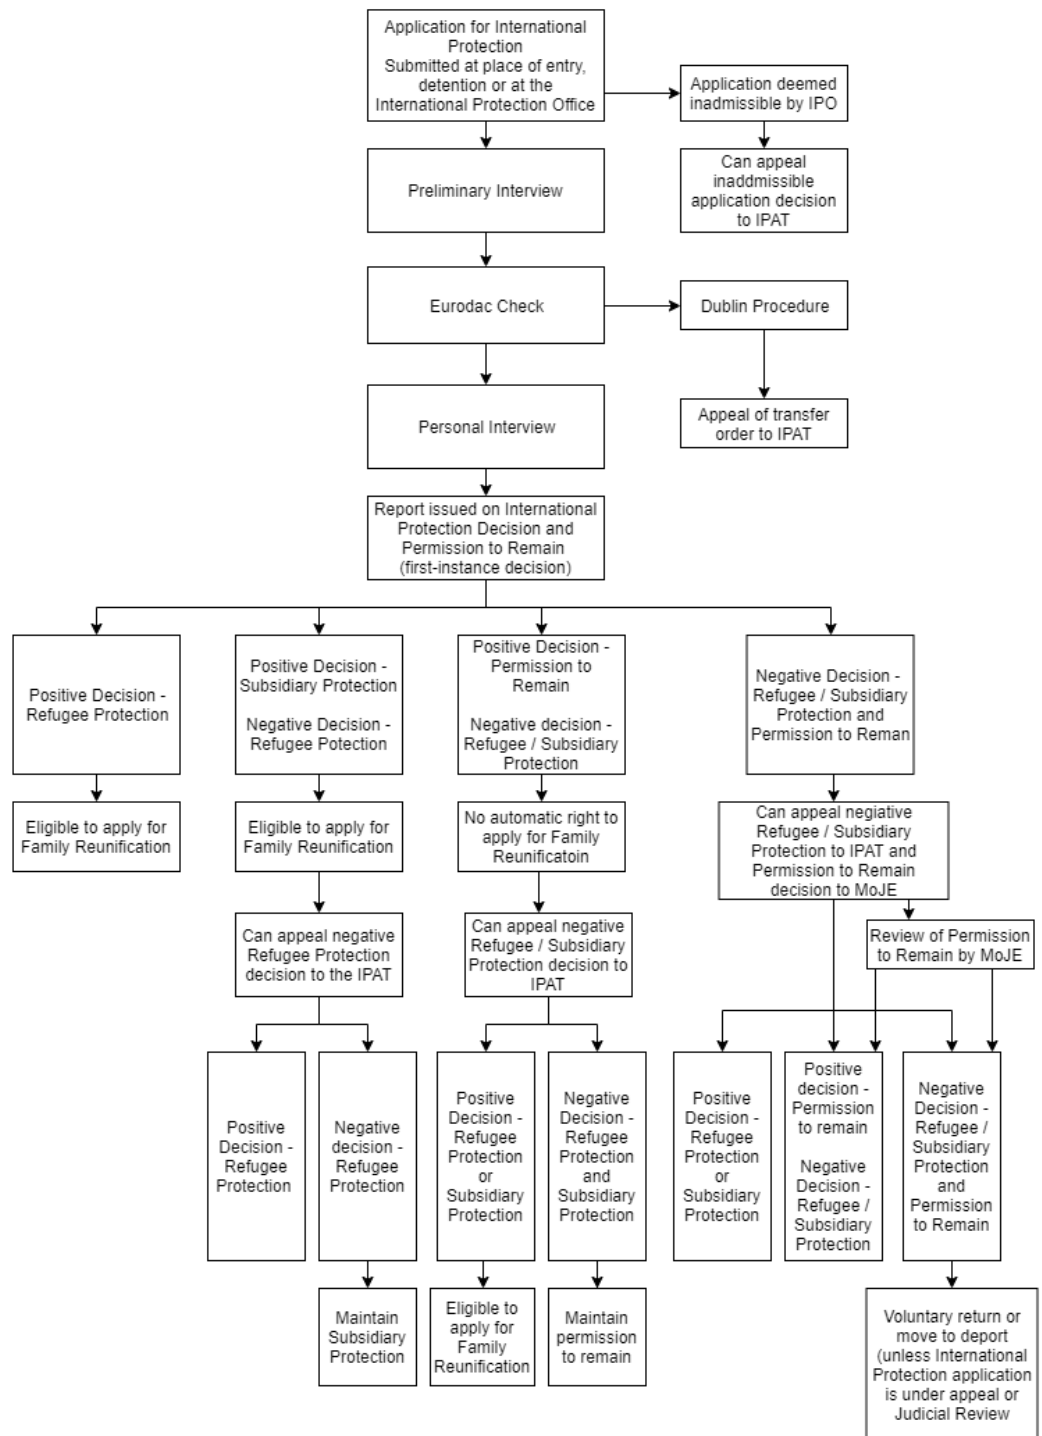 Application for International
Protection
Submitted at place of entry,
detention or at the
International Protection Office
Application deemed
inadmissible by IPO
Preliminary Interview
Can appeal
inaddmissible
application decision
to IPAT
Eurodac Check
Dublin Procedure
Personal Interview
Appeal of transfer
order to IPAT
Report issued on International
Protection Decision and
Permission to Remain
(first-instance decision)
Positive Decision -
Refugee Protection
Positive Decision -
Subsidiary Protection
Negative Decision -
Refugee Potection
Positive Decision -
Permission to
Remain
Negative decision -
Refugee / Subsidiary
Protection
Negative Decision -
Refugee / Subsidiary
Protection and
Permission to Reman
Eligible to apply for
Family Reunification
Eligible to apply for
Family Reunification
No automatic right to
apply for Family
Reunificatoin
Can appeal negiative
Refugee / Subsidiary
Protection to IPAT and
Permission to Remain
decision to MoJE
Can appeal negative
Refugee Protection
decision to the IPAT
Can appeal negative
Refugee / Subsidiary
Protection decision to
IPAT
Review of Permission
to Remain by MoJE
Positive
Decision -
Refugee
Protection
Negative
decision -
Refugee
Protection
Positive
Decision -
Refugee
Protection
or
Subsidiary
Protection
Negative
Decision -
Refugee
Protection
and
Subsidiary
Protection
Positive
Decision -
Refugee
Protection
or
Subsidiary
Protection
Positive
decision -
Permission
to remain
Negative
Decision -
Refugee /
Subsidiary
Protection
Negative
Decision -
Refugee /
Subsidiary
Protection
and
Permission
to Remain
Maintain
Subsidiary
Protection
Eligible to
apply for
Family
Reunification
Maintain
permission
to remain
Voluntary return or
move to deport
(unless International
Protection application
is under appeal or
Judicial Review